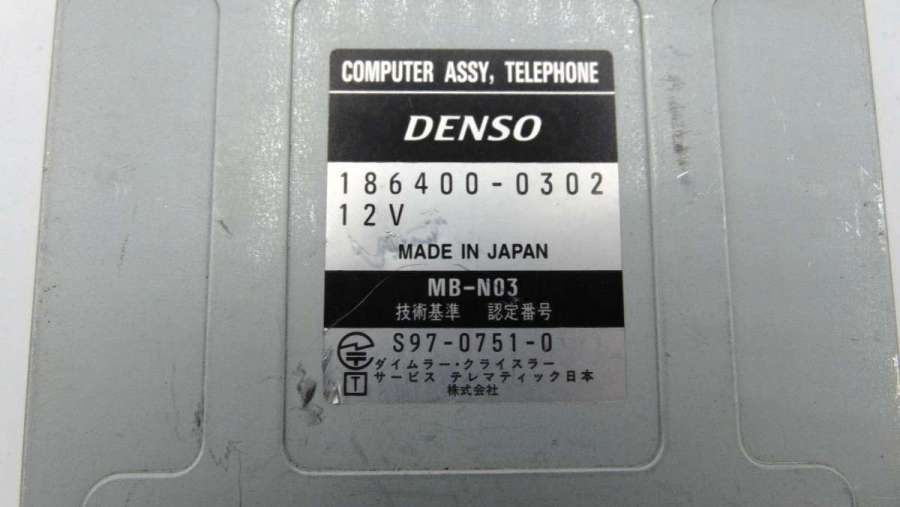 COMPUTER ASSY, TELEPHONE
DENSO
186400-0302
12V
MADE IN JAPAN
MB-N03
技術基準 認定番号
S97-0751-0
T
ダイムラー・クライスラー
サービス テレマティック日本
株式会社